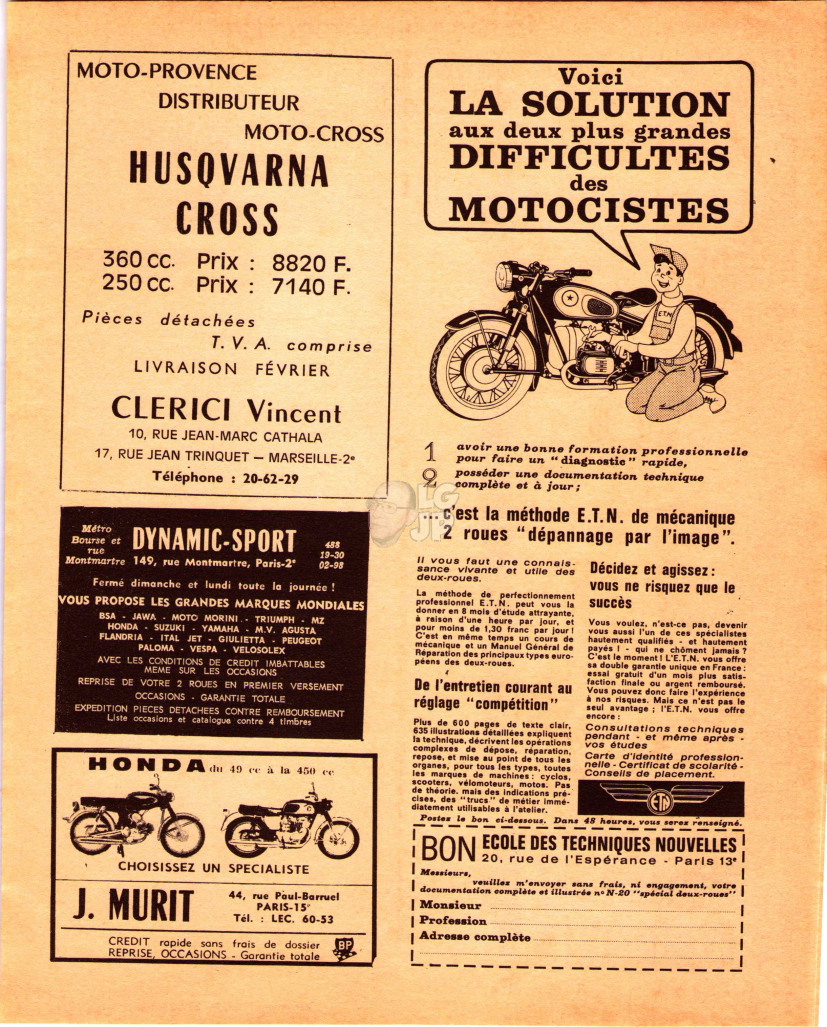 MOTO-PROVENCE
DISTRIBUTEUR
MOTO-CROSS
HUSQVARNA
CROSS
360 CC. Prix : 8820 F.
250 CC. Prix : 7140 F.
Pièces détachées
T. V. A. comprise
LIVRAISON FÉVRIER
CLERICI Vincent
10, RUE JEAN-MARC CATHALA
17, RUE JEAN TRINQUET — MARSEILLE-2e
Téléphone : 20-62-29
Métro
Bourse et
rue
Montmartre
DYNAMIC-SPORT
149, rue Montmartre, Paris-2e
488
19-30
02-98
Fermé dimanche et lundi toute la journée !
VOUS PROPOSE LES GRANDES MARQUES MONDIALES
BSA - JAWA - MOTO MORINI - TRIUMPH - MZ
HONDA - SUZUKI - YAMAHA - M.V. AGUSTA
FLANDRIA - ITAL JET - GIULIETTA - PEUGEOT
PALOMA - VESPA - VELOSOLEX
AVEC LES CONDITIONS DE CREDIT IMBATTABLES
MEME SUR LES OCCASIONS
REPRISE DE VOTRE 2 ROUES EN PREMIER VERSEMENT
OCCASIONS - GARANTIE TOTALE
EXPEDITION PIECES DETACHEES CONTRE REMBOURSEMENT
Liste occasions et catalogue contre 4 timbres
HONDA du 49 cc à la 450 cc
CHOISISSEZ UN SPECIALISTE
J. MURIT
44, rue Paul-Barruel
PARIS-15e
Tél. : LEC. 60-53
CREDIT rapide sans frais de dossier
REPRISE, OCCASIONS - Garantie totale
BP
Voici
LA SOLUTION
aux deux plus grandes
DIFFICULTES
des
MOTOCISTES
E.T.N
1 avoir une bonne formation professionnelle
pour faire un "diagnostic" rapide,
2 posséder une documentation technique
complète et à jour ;
LG
JP
...c'est la méthode E.T.N. de mécanique
2 roues "dépannage par l'image".
Il vous faut une connais-
sance vivante et utile des
deux-roues.
La méthode de perfectionnement
professionnel E.T.N. peut vous la
donner en 8 mois d'étude attrayante,
à raison d'une heure par jour, et
pour moins de 1,30 franc par jour !
C'est en même temps un cours de
mécanique et un Manuel Général de
Réparation des principaux types euro-
péens des deux-roues.
De l'entretien courant au
réglage "compétition"
Plus de 600 pages de texte clair,
635 illustrations détaillées expliquent
la technique, décrivent les opérations
complexes de dépose, réparation,
repose, et mise au point de tous les
organes, pour tous les types, toutes
les marques de machines : cyclos,
scooters, vélomoteurs, motos. Pas
de théorie. mais des indications pré-
cises, des "trucs" de métier immé-
diatement utilisables à l'atelier.
Décidez et agissez :
vous ne risquez que le
succès
Vous voulez, n'est-ce pas, devenir
vous aussi l'un de ces spécialistes
hautement qualifiés - et hautement
payés ! - qui ne chôment jamais ?
C'est le moment ! L'E.T.N. vous offre
sa double garantie unique en France :
essai gratuit d'un mois plus satis-
faction finale ou argent remboursé.
Vous pouvez donc faire l'expérience
à nos risques. Mais ce n'est pas le
seul avantage ; l'E.T.N. vous offre
encore :
Consultations techniques
pendant - et même après -
vos études
Carte d'identité profession-
nelle - Certificat de scolarité -
Conseils de placement.
ETN
Postez le bon ci-dessous. Dans 48 heures, vous serez renseigné.
BON ECOLE DES TECHNIQUES NOUVELLES
20, rue de l'Espérance - Paris 13e
Messieurs,
veuillez m'envoyer sans frais, ni engagement, votre
documentation complète et illustrée no N-20 "spécial deux-roues"
Monsieur
Profession
Adresse complète